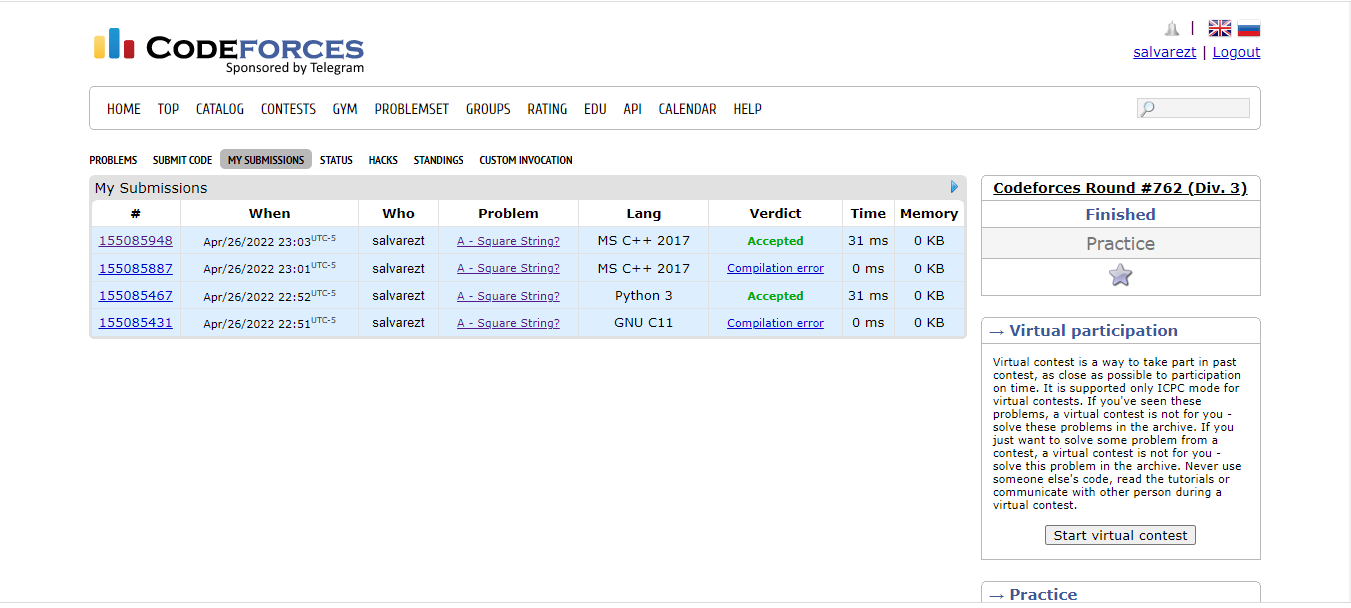 CODEFORCES
Sponsored by Telegram
|
salvarezt | Logout
HOME TOP CATALOG CONTESTS GYM PROBLEMSET GROUPS RATING EDU API CALENDAR HELP
PROBLEMS SUBMIT CODE MY SUBMISSIONS STATUS HACKS STANDINGS CUSTOM INVOCATION
My Submissions
# When Who Problem Lang Verdict Time Memory
155085948 Apr/26/2022 23:03UTC-5 salvarezt A - Square String? MS C++ 2017 Accepted 31 ms 0 KB
155085887 Apr/26/2022 23:01UTC-5 salvarezt A - Square String? MS C++ 2017 Compilation error 0 ms 0 KB
155085467 Apr/26/2022 22:52UTC-5 salvarezt A - Square String? Python 3 Accepted 31 ms 0 KB
155085431 Apr/26/2022 22:51UTC-5 salvarezt A - Square String? GNU C11 Compilation error 0 ms 0 KB
Codeforces Round #762 (Div. 3)
Finished
Practice
→ Virtual participation
Virtual contest is a way to take part in past
contest, as close as possible to participation
on time. It is supported only ICPC mode for
virtual contests. If you've seen these
problems, a virtual contest is not for you -
solve these problems in the archive. If you
just want to solve some problem from a
contest, a virtual contest is not for you -
solve this problem in the archive. Never use
someone else's code, read the tutorials or
communicate with other person during a
virtual contest.
Start virtual contest
→ Practice